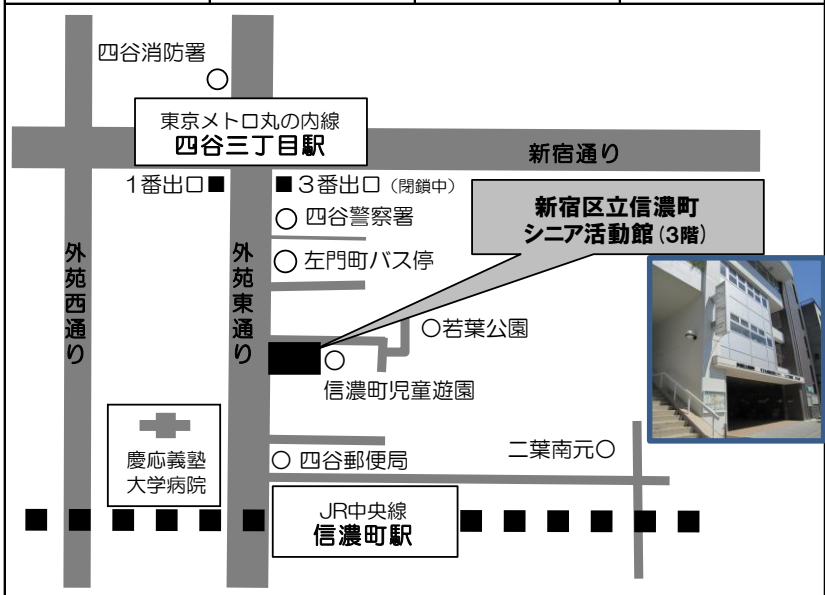 四谷消防署
東京メトロ丸の内線
四谷三丁目駅
新宿通り
1番出口
3番出口 (閉鎖中)
四谷警察署
新宿区立信濃町
シニア活動館 (3階)
左門町バス停
外苑西通り
外苑東通り
若葉公園
信濃町児童遊園
慶応義塾
大学病院
四谷郵便局
二葉南元
JR中央線
信濃町駅